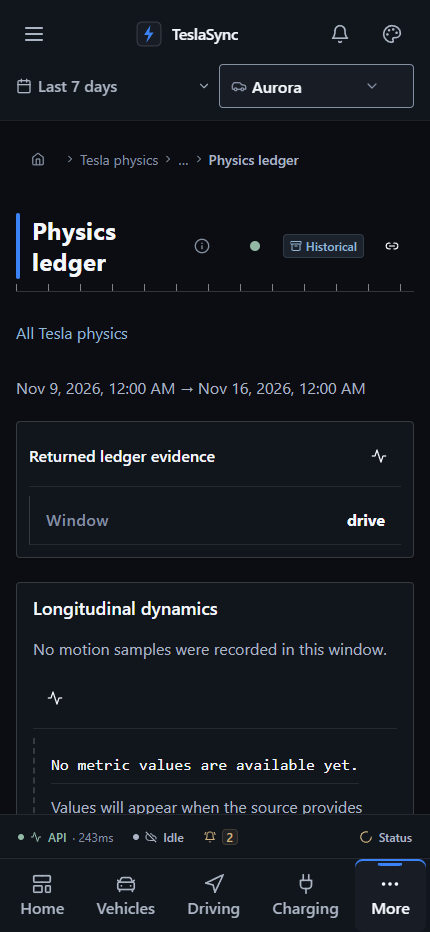 TeslaSync
Last 7 days
Aurora
Tesla physics
...
Physics ledger
Physics
ledger
Historical
All Tesla physics
Nov 9, 2026, 12:00 AM → Nov 16, 2026, 12:00 AM
Returned ledger evidence
Window
drive
Longitudinal dynamics
No motion samples were recorded in this window.
No metric values are available yet.
Values will appear when the source provides
API · 243ms
Idle
2
Status
Home
Vehicles
Driving
Charging
More